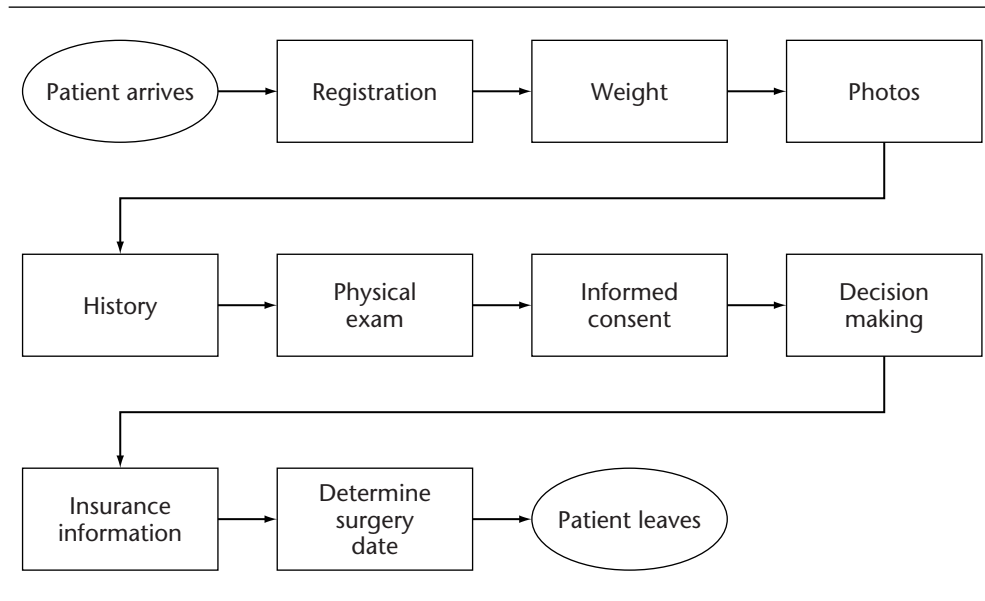 Patient arrives
Registration
Weight
Photos
History
Physical
exam
Informed
consent
Decision
making
Insurance
information
Determine
surgery
date
Patient leaves